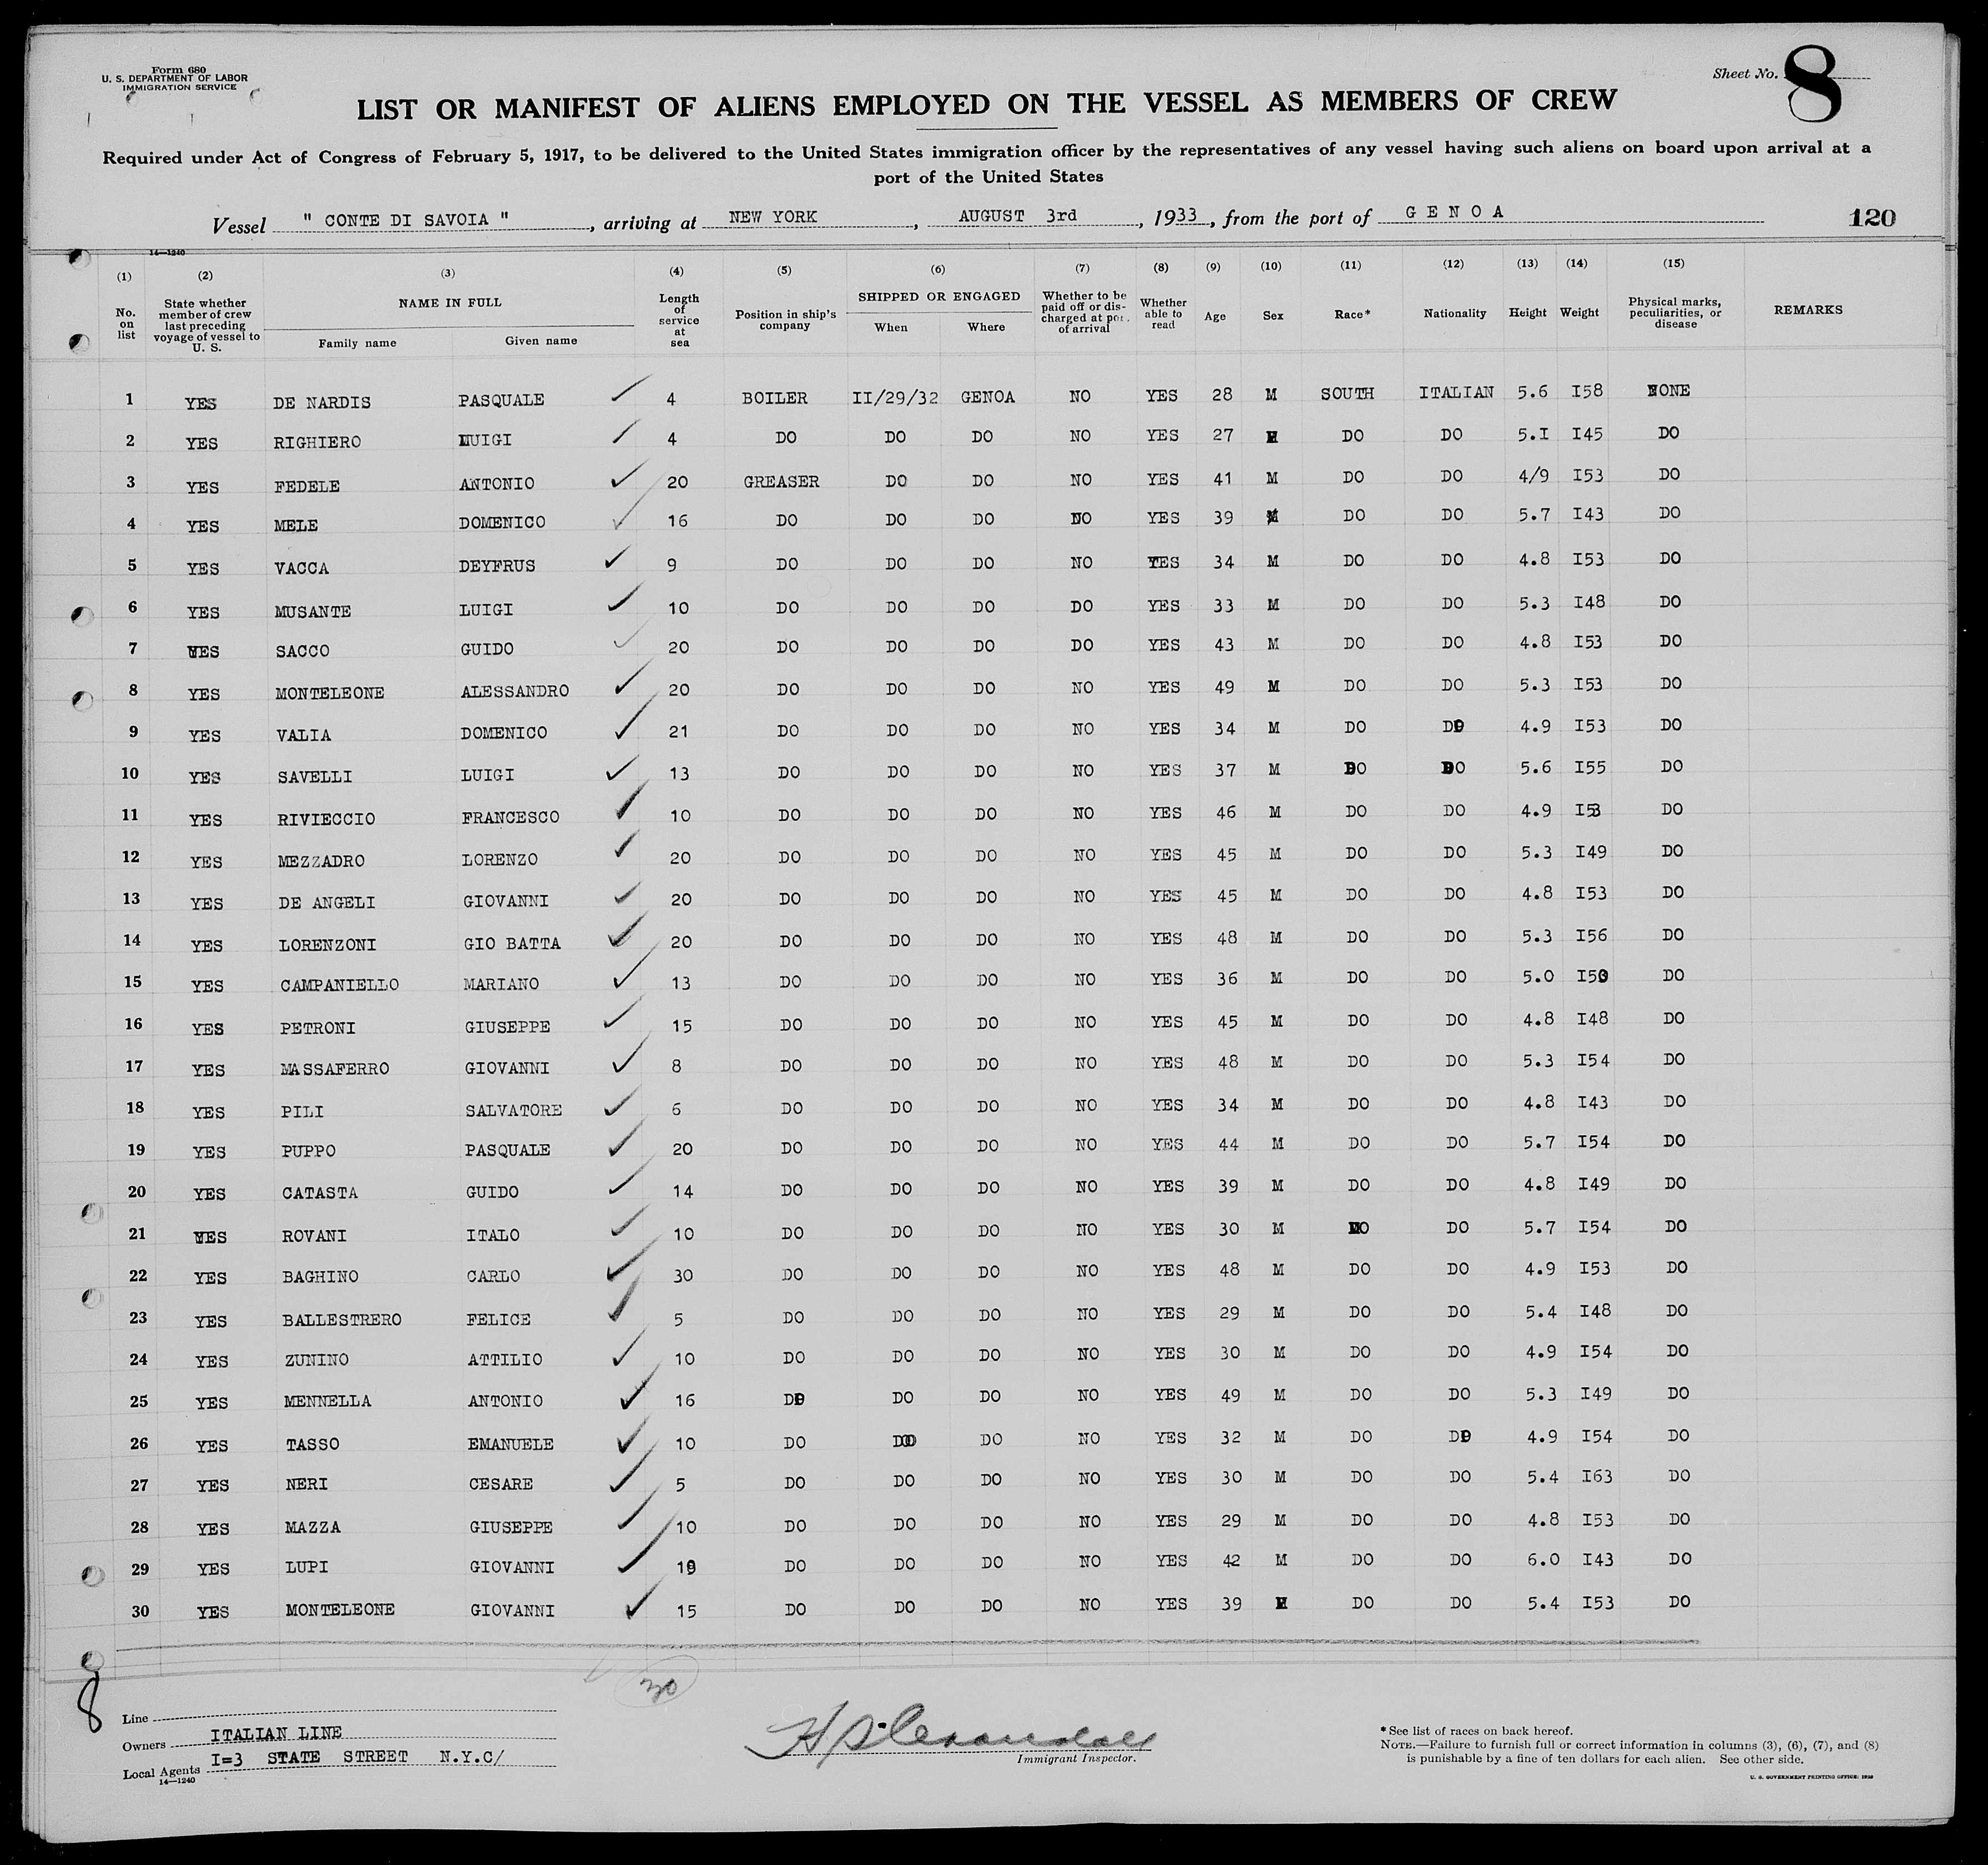 Form 680
U. S. DEPARTMENT OF LABOR
IMMIGRATION SERVICE
Sheet No. 8
LIST OR MANIFEST OF ALIENS EMPLOYED ON THE VESSEL AS MEMBERS OF CREW
Required under Act of Congress of February 5, 1917, to be delivered to the United States immigration officer by the representatives of any vessel having such aliens on board upon arrival at a
port of the United States
Vessel " CONTE DI SAVOIA ", arriving at NEW YORK, AUGUST 3rd, 1933, from the port of GENOA 120
14—1240
(1) (2) (3) (4) (5) (6) (7) (8) (9) (10) (11) (12) (13) (14) (15)
No. on list State whether member of crew last preceding voyage of vessel to U. S. NAME IN FULL Family name Given name Length of service at sea Position in ship's company SHIPPED OR ENGAGED When Where Whether to be paid off or discharged at port of arrival Whether able to read Age Sex Race* Nationality Height Weight Physical marks, peculiarities, or disease REMARKS
1 YES DE NARDIS PASQUALE 4 BOILER II/29/32 GENOA NO YES 28 M SOUTH ITALIAN 5.6 I58 NONE
2 YES RIGHIERO LUIGI 4 DO DO DO NO YES 27 M DO DO 5.I I45 DO
3 YES FEDELE ANTONIO 20 GREASER DO DO NO YES 41 M DO DO 4/9 I53 DO
4 YES MELE DOMENICO 16 DO DO DO NO YES 39 M DO DO 5.7 I43 DO
5 YES VACCA DEYFRUS 9 DO DO DO NO YES 34 M DO DO 4.8 I53 DO
6 YES MUSANTE LUIGI 10 DO DO DO DO YES 33 M DO DO 5.3 I48 DO
7 YES SACCO GUIDO 20 DO DO DO DO YES 43 M DO DO 4.8 I53 DO
8 YES MONTELEONE ALESSANDRO 20 DO DO DO NO YES 49 M DO DO 5.3 I53 DO
9 YES VALIA DOMENICO 21 DO DO DO NO YES 34 M DO DO 4.9 I53 DO
10 YES SAVELLI LUIGI 13 DO DO DO NO YES 37 M DO DO 5.6 I55 DO
11 YES RIVIECCIO FRANCESCO 10 DO DO DO NO YES 46 M DO DO 4.9 I53 DO
12 YES MEZZADRO LORENZO 20 DO DO DO NO YES 45 M DO DO 5.3 I49 DO
13 YES DE ANGELI GIOVANNI 20 DO DO DO NO YES 45 M DO DO 4.8 I53 DO
14 YES LORENZONI GIO BATTA 20 DO DO DO NO YES 48 M DO DO 5.3 I56 DO
15 YES CAMPANIELLO MARIANO 13 DO DO DO NO YES 36 M DO DO 5.0 DO
16 YES PETRONI GIUSEPPE 15 DO DO DO NO YES 45 M DO DO 4.8 I48 DO
17 YES MASSAFERRO GIOVANNI 8 DO DO DO NO YES 48 M DO DO 5.3 I54 DO
18 YES PILI SALVATORE 6 DO DO DO NO YES 34 M DO DO 4.8 I43 DO
19 YES PUPPO PASQUALE 20 DO DO DO NO YES 44 M DO DO 5.7 I54 DO
20 YES CATASTA GUIDO 14 DO DO DO NO YES 39 M DO DO 4.8 I49 DO
21 YES ROVANI ITALO 10 DO DO DO NO YES 30 M DO DO 5.7 I54 DO
22 YES BAGHINO CARLO 30 DO DO DO NO YES 48 M DO DO 4.9 I53 DO
23 YES BALLESTRERO FELICE 5 DO DO DO NO YES 29 M DO DO 5.4 I48 DO
24 YES ZUNINO ATTILIO 10 DO DO DO NO YES 30 M DO DO 4.9 I54 DO
25 YES MENNELLA ANTONIO 16 DO DO DO NO YES 49 M DO DO 5.3 I49 DO
26 YES TASSO EMANUELE 10 DO DO DO NO YES 32 M DO DO 4.9 I54 DO
27 YES NERI CESARE 5 DO DO DO NO YES 30 M DO DO 5.4 I63 DO
28 YES MAZZA GIUSEPPE 10 DO DO DO NO YES 29 M DO DO 4.8 I53 DO
29 YES LUPI GIOVANNI DO DO DO NO YES 42 M DO DO 6.0 I43 DO
30 YES MONTELEONE GIOVANNI 15 DO DO DO NO YES 39 M DO DO 5.4 I53 DO
30
8
Line
Owners ITALIAN LINE
Local Agents I=3 STATE STREET N.Y.C/
14—1240
Immigrant Inspector.
* See list of races on back hereof.
NOTE.—Failure to furnish full or correct information in columns (3), (6), (7), and (8)
is punishable by a fine of ten dollars for each alien. See other side.